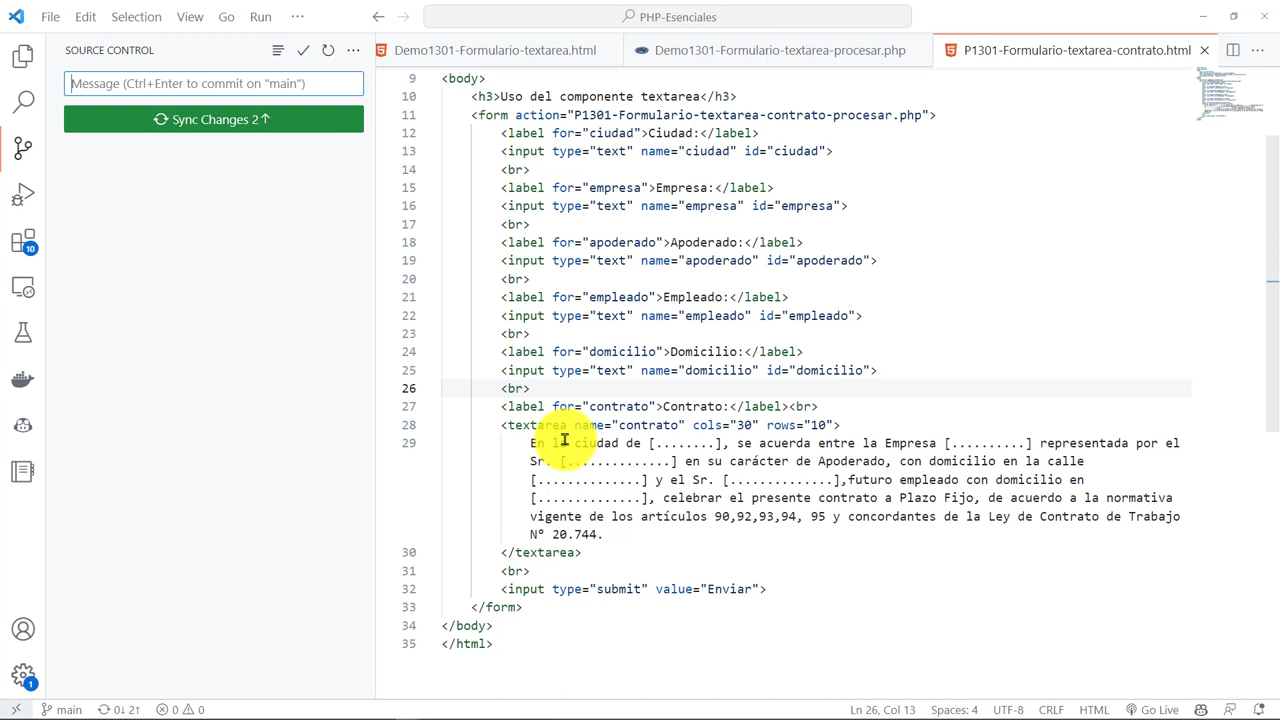 File Edit Selection View Go Run ···
PHP-Esenciales
SOURCE CONTROL
Message (Ctrl+Enter to commit on "main")
Sync Changes 2↑
Demo1301-Formulario-textarea.html
Demo1301-Formulario-textarea-procesar.php
P1301-Formulario-textarea-contrato.html
9 <body>
10 <h3>Uso del componente textarea</h3>
11 procesar.php">
12 <label for="ciudad">Ciudad:</label>
13 <input type="text" name="ciudad" id="ciudad">
14 <br>
15 <label for="empresa">Empresa:</label>
16 <input type="text" name="empresa" id="empresa">
17 <br>
18 <label for="apoderado">Apoderado:</label>
19 <input type="text" name="apoderado" id="apoderado">
20 <br>
21 <label for="empleado">Empleado:</label>
22 <input type="text" name="empleado" id="empleado">
23 <br>
24 <label for="domicilio">Domicilio:</label>
25 <input type="text" name="domicilio" id="domicilio">
26 <br>
27 <label for="contrato">Contrato:</label><br>
28 <textarea name="contrato" cols="30" rows="10">
29 En la ciudad de [........], se acuerda entre la Empresa [..........] representada por el
Sr. [..............] en su carácter de Apoderado, con domicilio en la calle
[..............] y el Sr. [..............],futuro empleado con domicilio en
[..............], celebrar el presente contrato a Plazo Fijo, de acuerdo a la normativa
vigente de los artículos 90,92,93,94, 95 y concordantes de la Ley de Contrato de Trabajo
Nº 20.744.
30 </textarea>
31 <br>
32 <input type="submit" value="Enviar">
33 </form>
34 </body>
35 </html>
10
1
main 0↓ 2↑ 0 0 Ln 26, Col 13 Spaces: 4 UTF-8 CRLF HTML Go Live